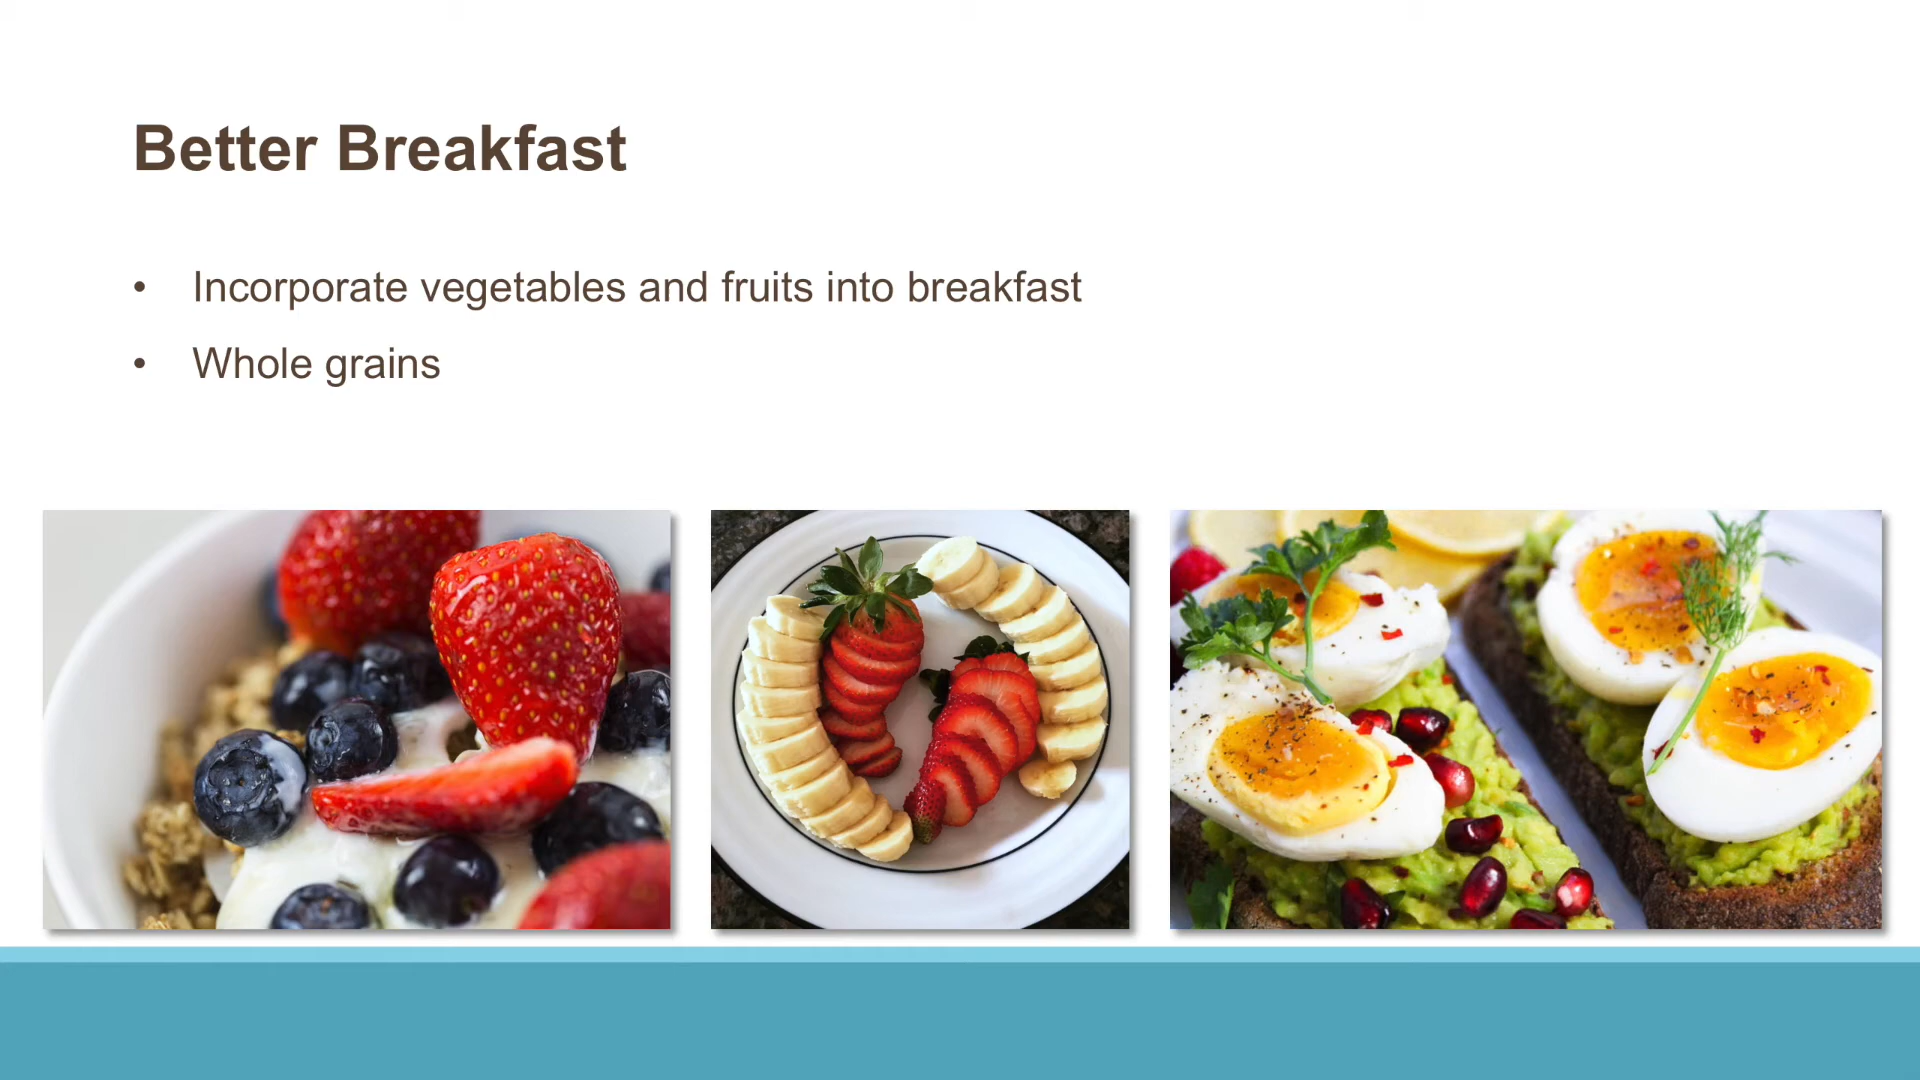 Better Breakfast
• Incorporate vegetables and fruits into breakfast
• Whole grains